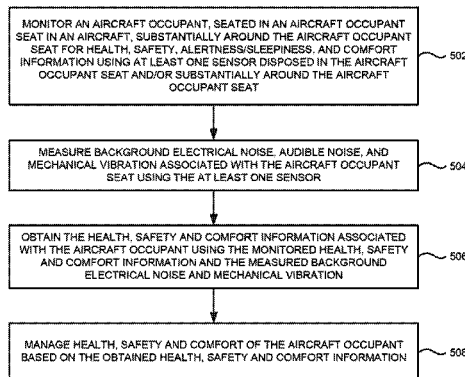 MONITOR AN AIRCRAFT OCCUPANT, SEATED IN AN AIRCRAFT OCCUPANT
SEAT IN AN AIRCRAFT, SUBSTANTIALLY AROUND THE AIRCRAFT OCCUPANT
SEAT FOR HEALTH, SAFETY, ALERTNESS/SLEEPINESS, AND COMFORT
INFORMATION USING AT LEAST ONE SENSOR DISPOSED IN THE AIRCRAFT
OCCUPANT SEAT AND/OR SUBSTANTIALLY AROUND THE AIRCRAFT
OCCUPANT SEAT
502
MEASURE BACKGROUND ELECTRICAL NOISE, AUDIBLE NOISE, AND
MECHANICAL VIBRATION ASSOCIATED WITH THE AIRCRAFT OCCUPANT
SEAT USING THE AT LEAST ONE SENSOR
504
OBTAIN THE HEALTH, SAFETY AND COMFORT INFORMATION ASSOCIATED
WITH THE AIRCRAFT OCCUPANT USING THE MONITORED HEALTH, SAFETY
AND COMFORT INFORMATION AND THE MEASURED BACKGROUND
ELECTRICAL NOISE AND MECHANICAL VIBRATION
506
MANAGE HEALTH, SAFETY AND COMFORT OF THE AIRCRAFT OCCUPANT
BASED ON THE OBTAINED HEALTH, SAFETY AND COMFORT INFORMATION
508